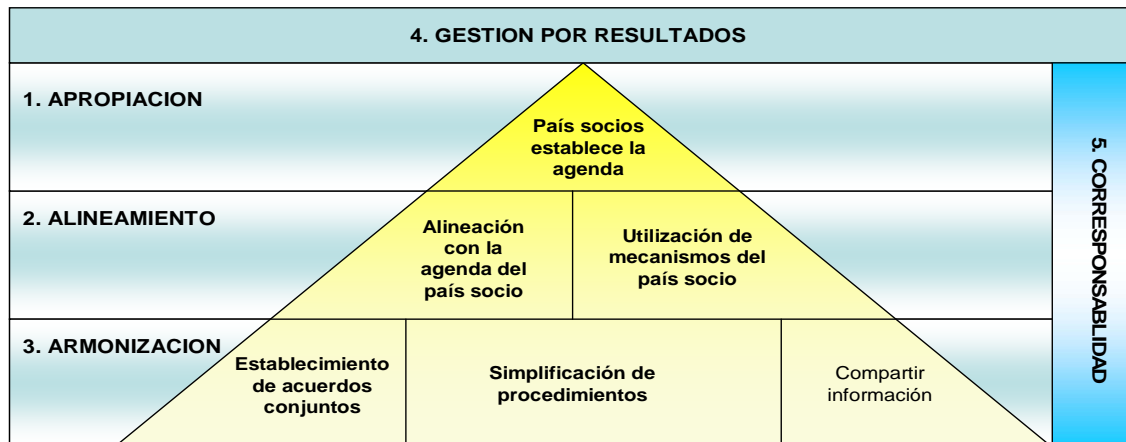 4. GESTION POR RESULTADOS
1. APROPIACION
País socios
establece la
agenda
2. ALINEAMIENTO
Alineación
con la
agenda del
país socio
Utilización de
mecanismos del
país socio
3. ARMONIZACION
Establecimiento
de acuerdos
conjuntos
Simplificación de
procedimientos
Compartir
información
5. CORRESPONSABLIDAD